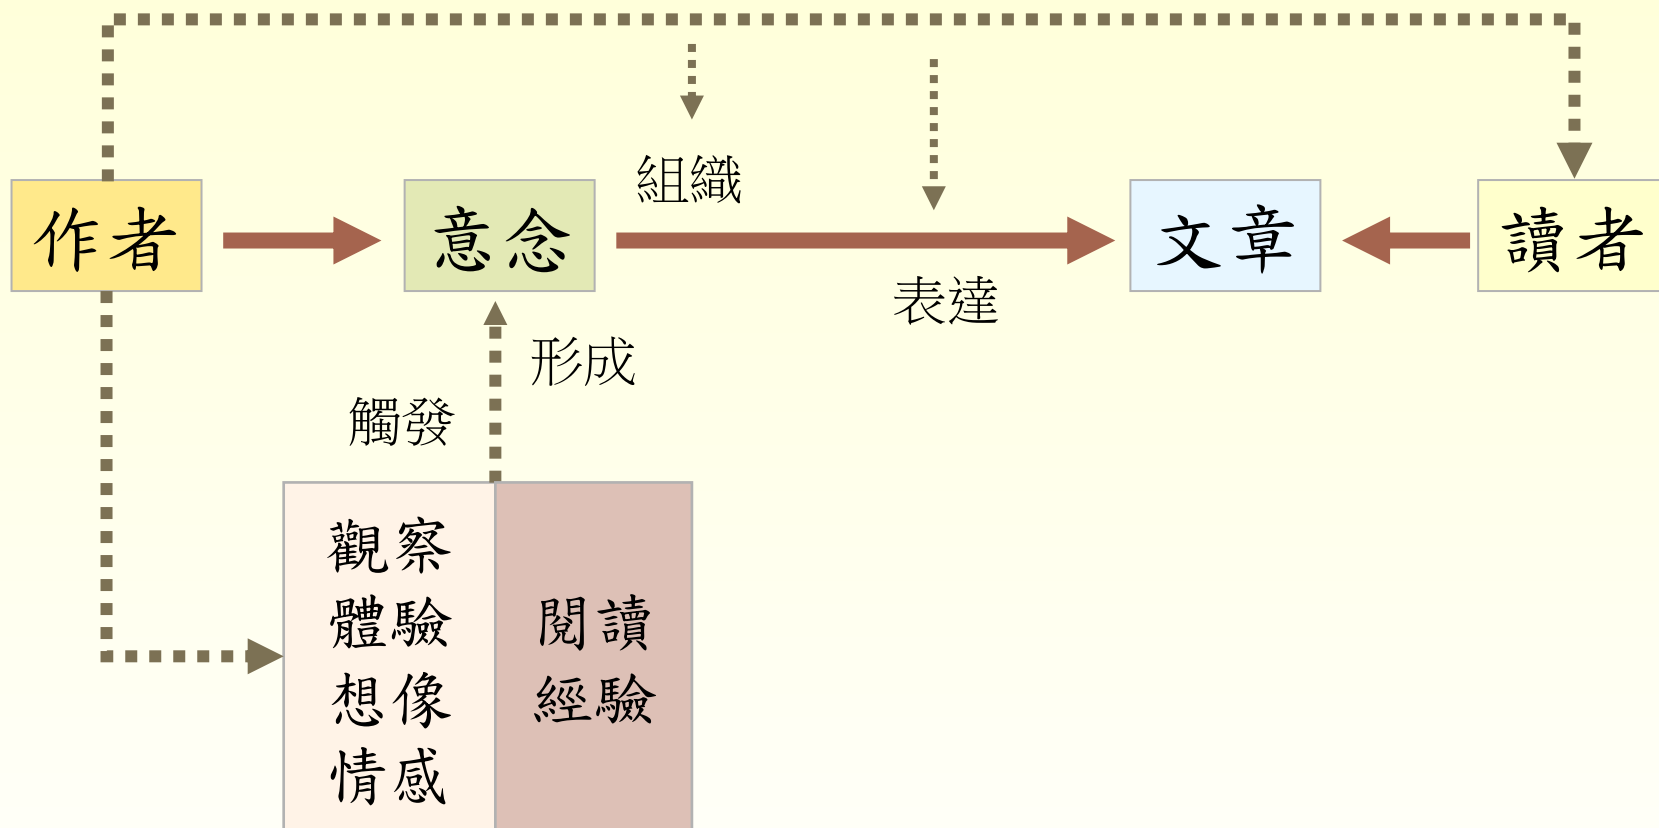 組織
作者
意念
文章
讀者
表達
形成
觸發
觀察
體驗
想像
情感
閱讀
經驗